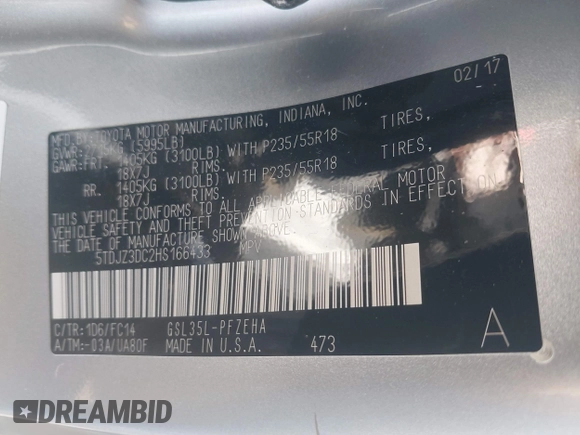 MFD. BY TOYOTA MOTOR MANUFACTURING, INDIANA, INC. 02/17
GVWR (5995LB)
GAWR:FRT. 1405KG (3100LB) WITH P235/55R18 TIRES,
18X7J RIMS.
RR. 1405KG (3100LB) WITH P235/55R18 TIRES,
18X7J RIMS.
THIS VEHICLE CONFORMS TO ALL APPLICABLE FEDERAL MOTOR
VEHICLE SAFETY AND THEFT PREVENTION STANDARDS IN EFFECT ON
THE DATE OF MANUFACTURE SHOWN ABOVE.
5TDJZ3DC2HS166433 MPV
C/TR: 1D6/FC14 GSL35L-PFZEHA
A/TM:-03A/UA80F MADE IN U.S.A. 473 A
DREAMBID